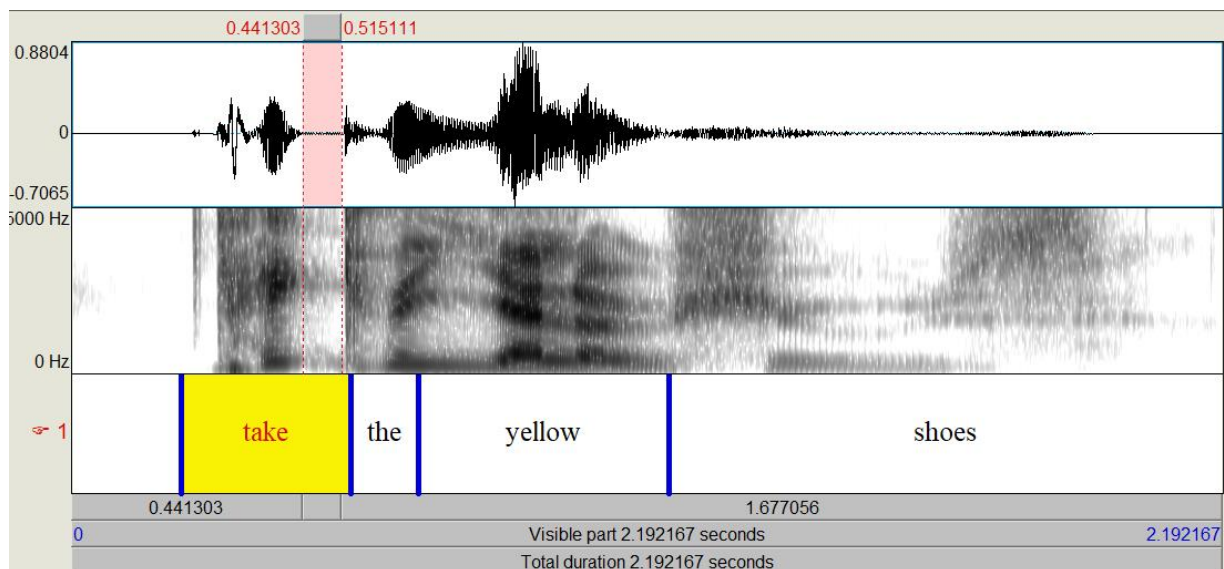 0.441303 0.515111
0.8804
0
-0.7065
5000 Hz
0 Hz
☞ 1 take the yellow shoes
0.441303 1.677056
0 Visible part 2.192167 seconds 2.192167
Total duration 2.192167 seconds